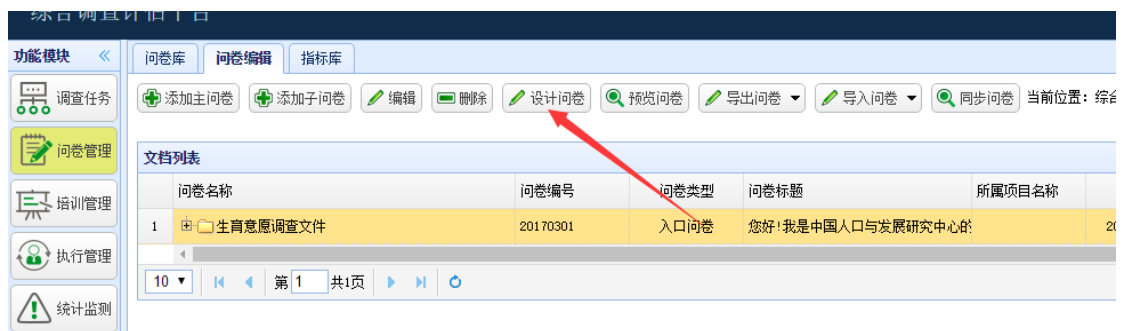 综合调查评估平台
功能模块
问卷库 问卷编辑 指标库
调查任务
添加主问卷 添加子问卷 编辑 删除 设计问卷 预览问卷 导出问卷 导入问卷 同步问卷 当前位置：综合
问卷管理
文档列表
问卷名称 问卷编号 问卷类型 问卷标题 所属项目名称
培训管理
1 生育意愿调查文件 20170301 入口问卷 您好！我是中国人口与发展研究中心的 20
执行管理
10 第 1 共1页
统计监测